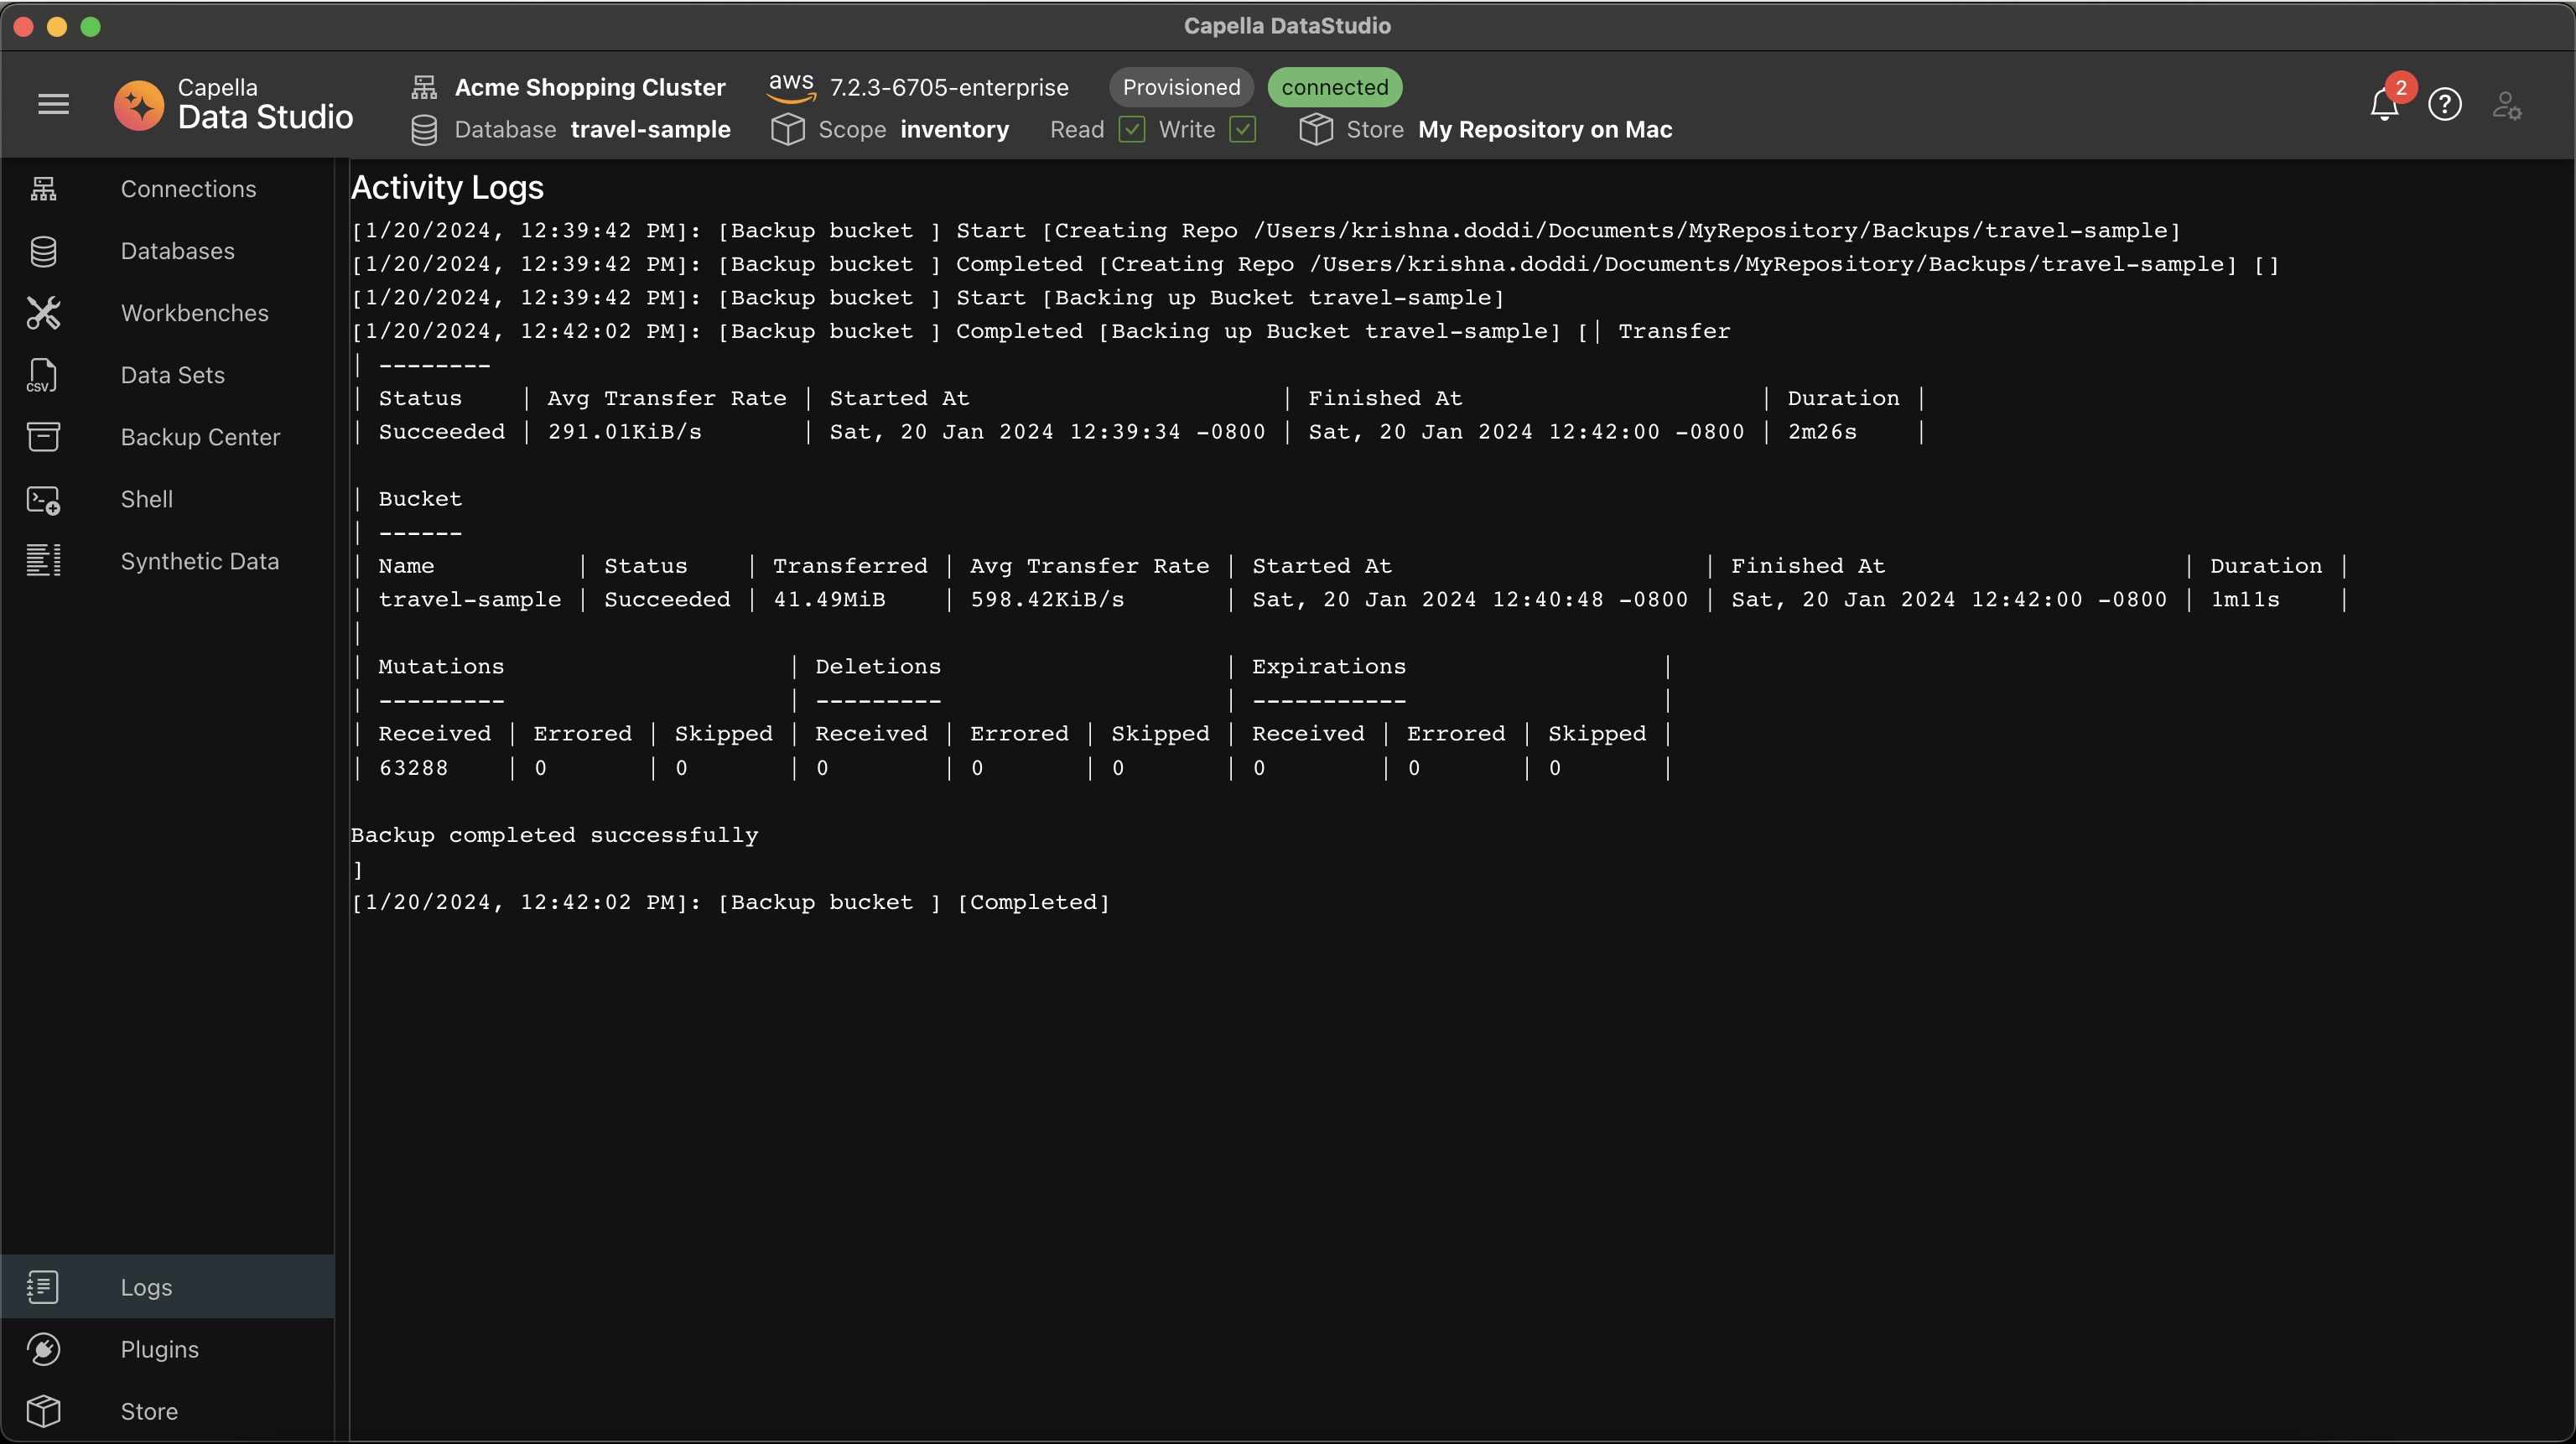 Capella DataStudio
Capella
Data Studio
Acme Shopping Cluster aws 7.2.3-6705-enterprise Provisioned connected
Database travel-sample Scope inventory Read Write Store My Repository on Mac
2
?
Connections
Databases
Workbenches
CSV Data Sets
Backup Center
Shell
Synthetic Data
Logs
Plugins
Store
Activity Logs
[1/20/2024, 12:39:42 PM]: [Backup bucket ] Start [Creating Repo /Users/krishna.doddi/Documents/MyRepository/Backups/travel-sample]
[1/20/2024, 12:39:42 PM]: [Backup bucket ] Completed [Creating Repo /Users/krishna.doddi/Documents/MyRepository/Backups/travel-sample] []
[1/20/2024, 12:39:42 PM]: [Backup bucket ] Start [Backing up Bucket travel-sample]
[1/20/2024, 12:42:02 PM]: [Backup bucket ] Completed [Backing up Bucket travel-sample] [| Transfer
| --------
| Status    | Avg Transfer Rate | Started At                      | Finished At                     | Duration |
| Succeeded | 291.01KiB/s       | Sat, 20 Jan 2024 12:39:34 -0800 | Sat, 20 Jan 2024 12:42:00 -0800 | 2m26s    |
| Bucket
| ------
| Name          | Status    | Transferred | Avg Transfer Rate | Started At                      | Finished At                     | Duration |
| travel-sample | Succeeded | 41.49MiB    | 598.42KiB/s       | Sat, 20 Jan 2024 12:40:48 -0800 | Sat, 20 Jan 2024 12:42:00 -0800 | 1m11s    |
|
| Mutations                    | Deletions                    | Expirations                  |
| ---------                    | ---------                    | -----------                  |
| Received | Errored | Skipped | Received | Errored | Skipped | Received | Errored | Skipped |
| 63288    | 0       | 0       | 0        | 0       | 0       | 0        | 0       | 0       |
Backup completed successfully
]
[1/20/2024, 12:42:02 PM]: [Backup bucket ] [Completed]